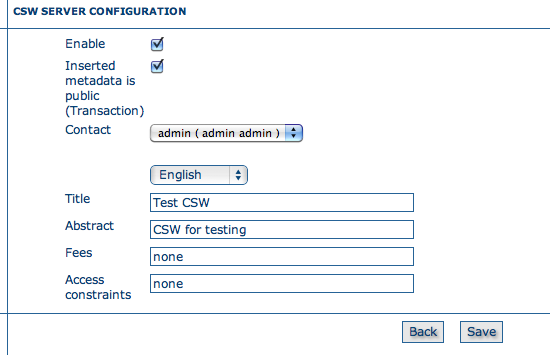 CSW SERVER CONFIGURATION
Enable
Inserted
metadata is
public
(Transaction)
Contact
admin ( admin admin )
English
Title
Test CSW
Abstract
CSW for testing
Fees
none
Access
constraints
none
Back
Save